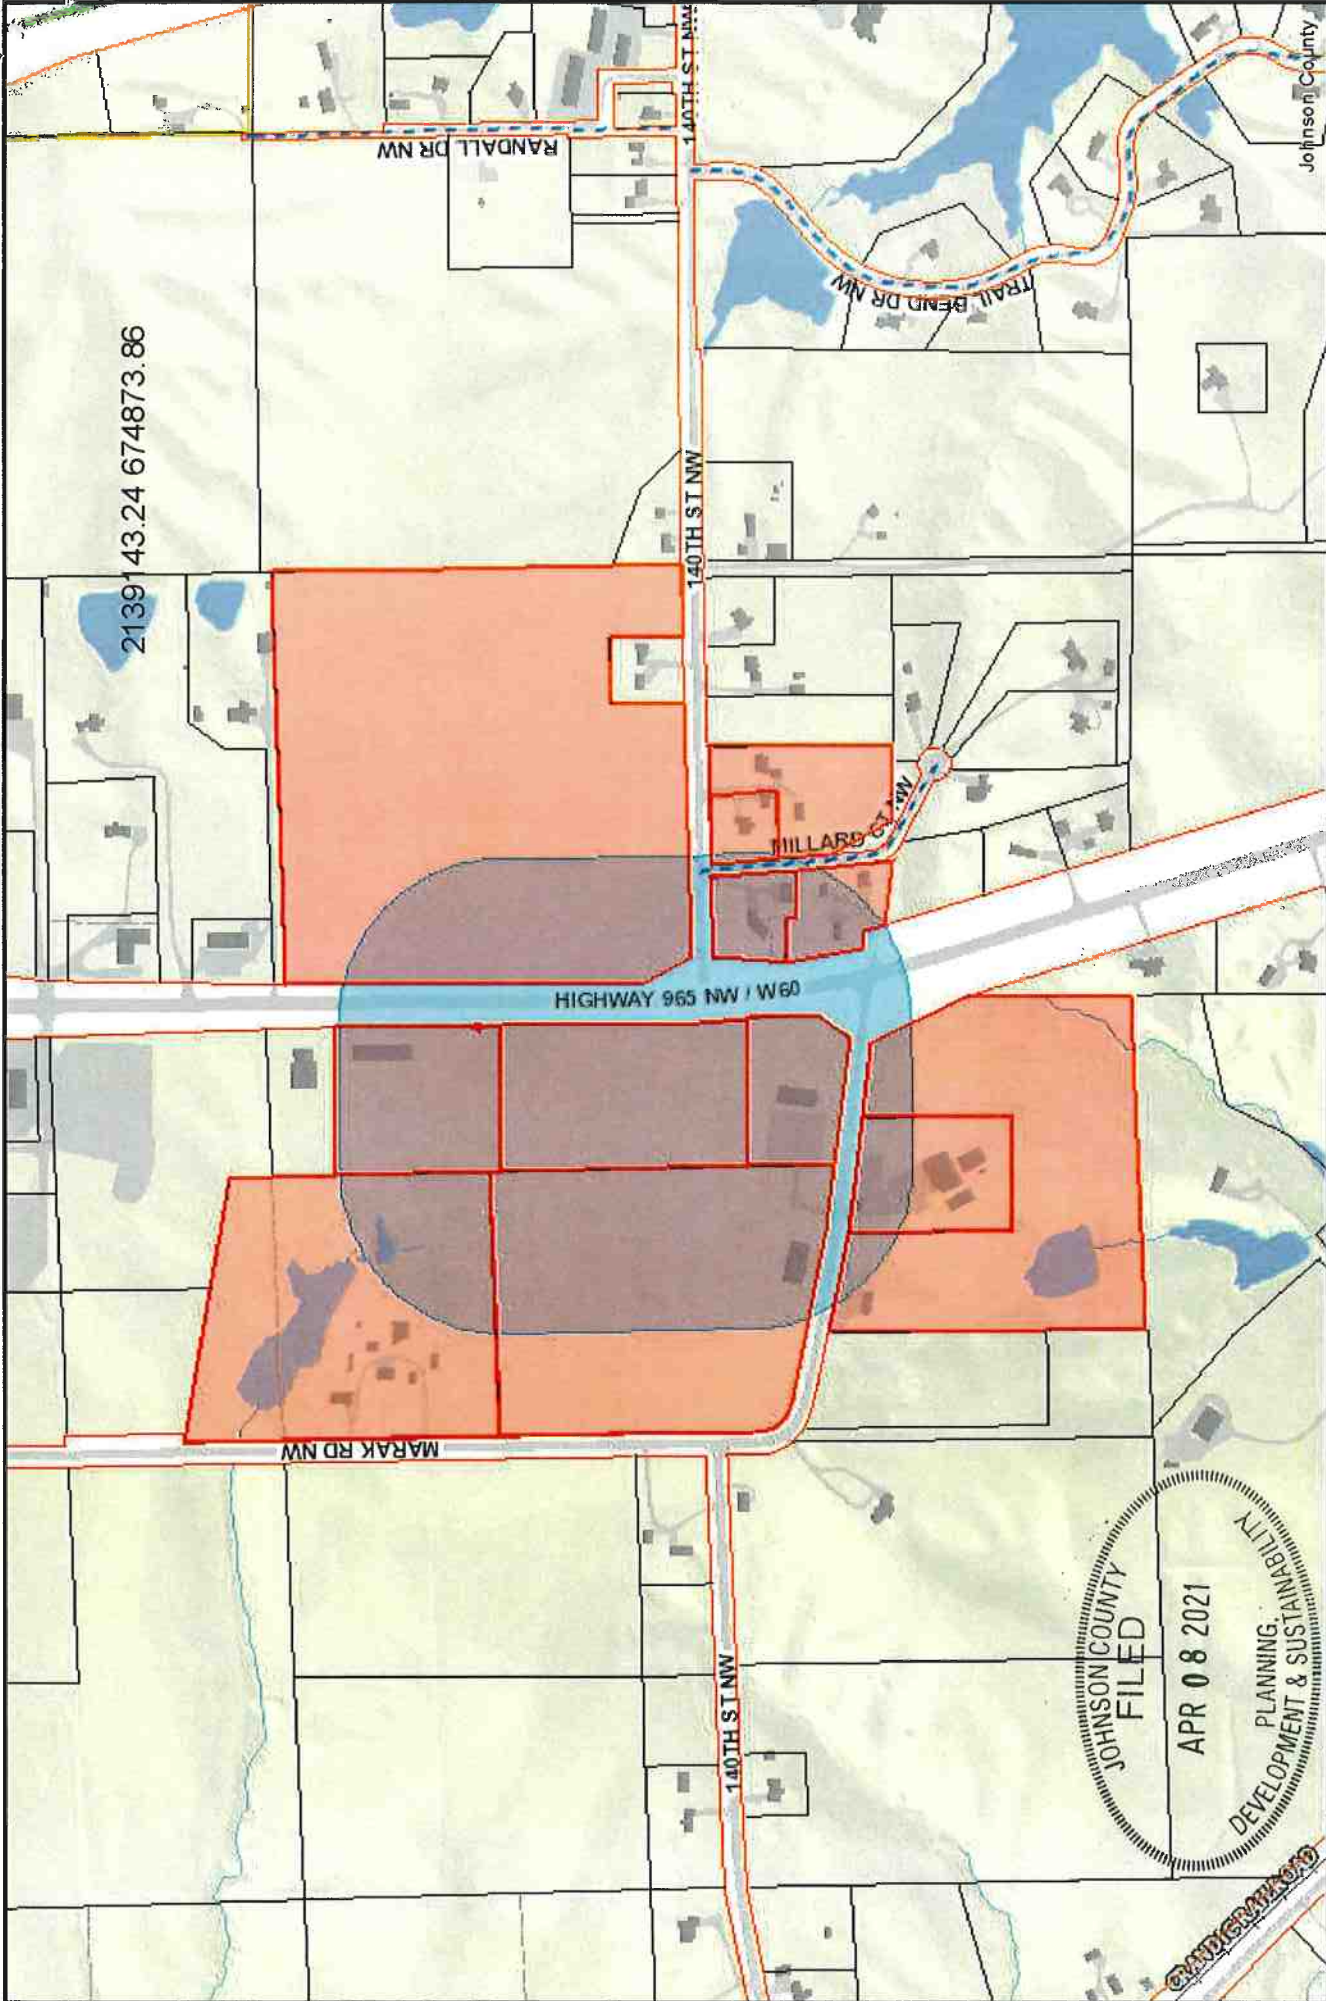 2139143.24 674873.86
RANDALL DR NW
140TH ST NW
TRAIL BEND DR NW
Johnson County
140TH ST NW
MILLARD CT NW
HIGHWAY 965 NW / W60
MARAK RD NW
140TH ST NW
JOHNSON COUNTY
FILED
APR 08 2021
PLANNING,
DEVELOPMENT & SUSTAINABILITY